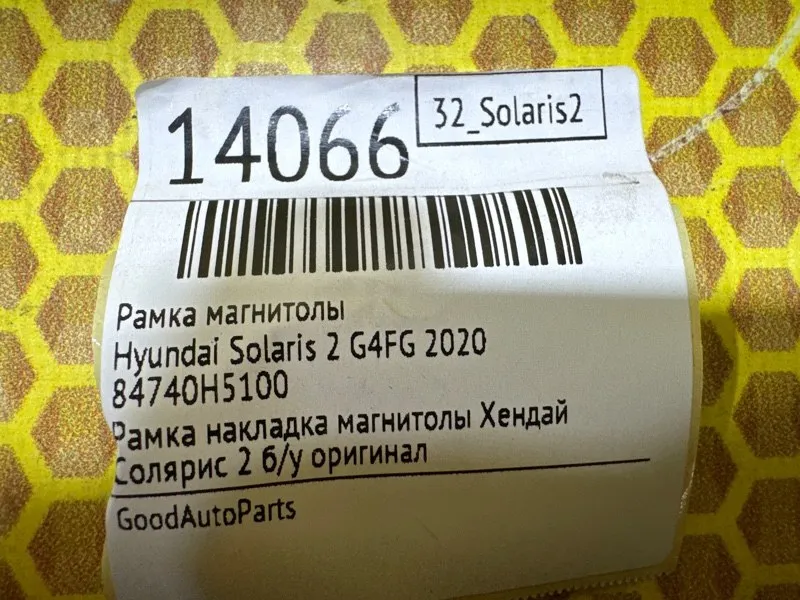 14066
32_Solaris2
Рамка магнитолы
Hyundai Solaris 2 G4FG 2020
84740H5100
Рамка накладка магнитолы Хендай
Солярис 2 б/у оригинал
GoodAutoParts